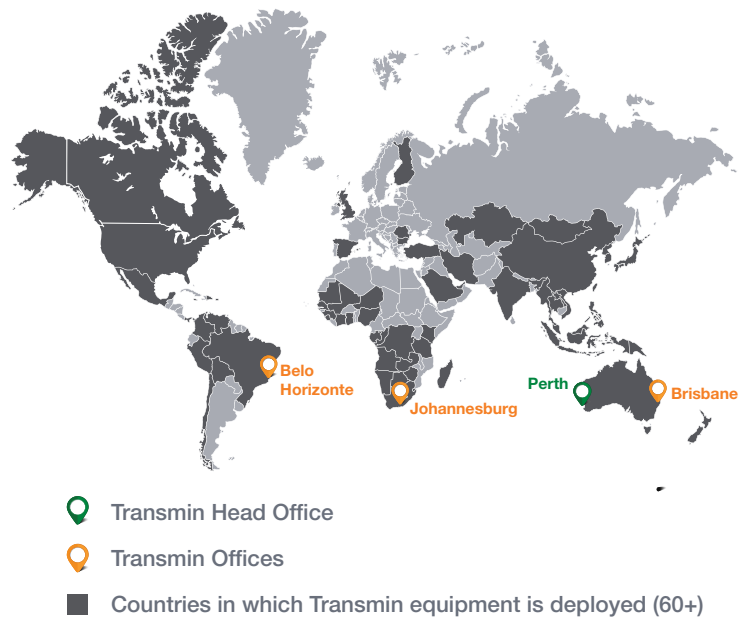 Belo
Horizonte
Johannesburg
Perth
Brisbane
Transmin Head Office
Transmin Offices
Countries in which Transmin equipment is deployed (60+)